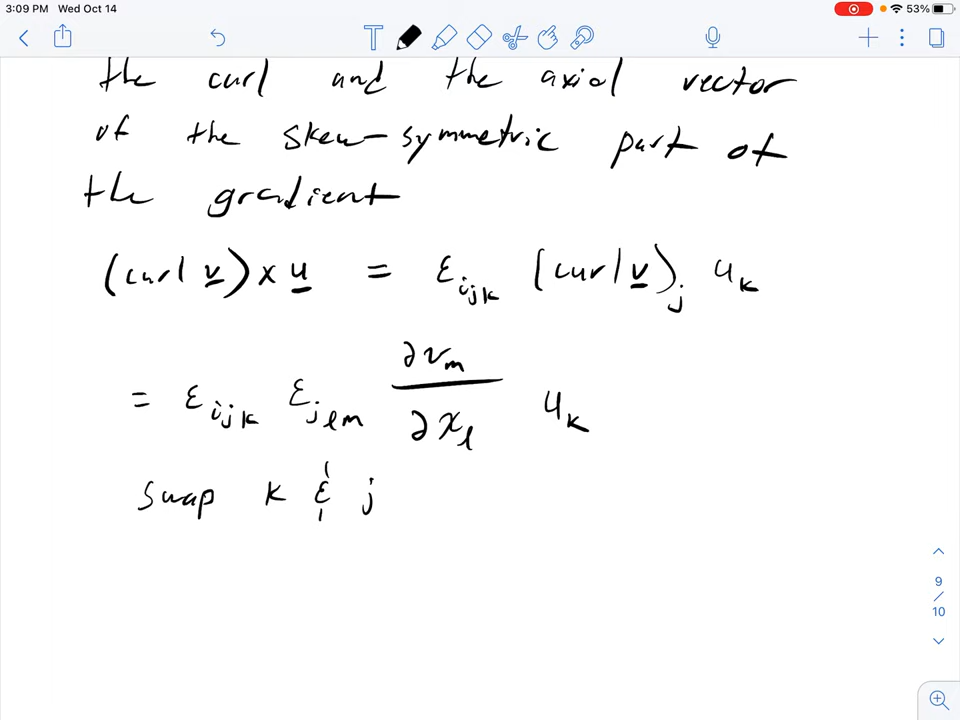 3:09 PM Wed Oct 14
53%
the curl and the axial vector
of the skew-symmetric part of
the gradient
(curl v) x u = ε_ijk (curl v)_j u_k
= ε_ijk ε_jlm ∂v_m/∂x_l u_k
swap k & j
9
/
10